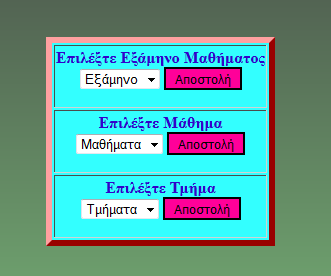 Επιλέξτε Εξάμηνο Μαθήματος
Εξάμηνο Αποστολή
Επιλέξτε Μάθημα
Μαθήματα Αποστολή
Επιλέξτε Τμήμα
Τμήματα Αποστολή